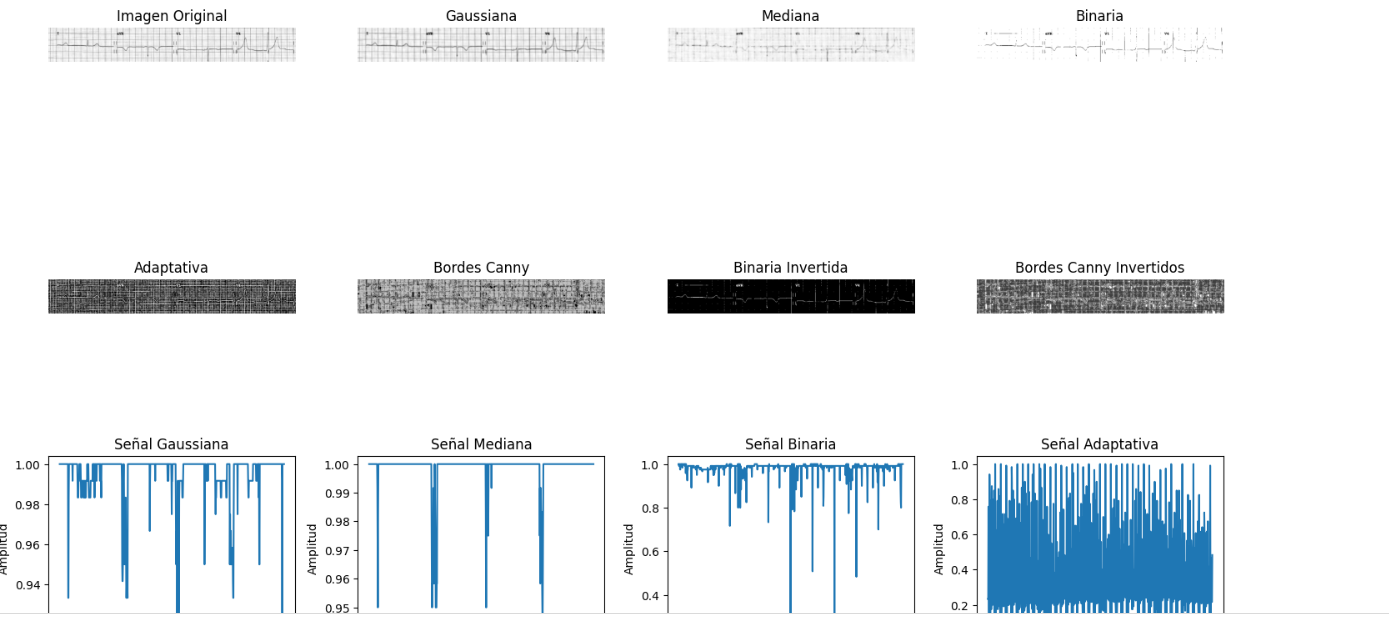 Imagen Original
Gaussiana
Mediana
Binaria
Adaptativa
Bordes Canny
Binaria Invertida
Bordes Canny Invertidos
Señal Gaussiana
1.00
0.98
0.96
0.94
Amplitud
Señal Mediana
1.00
0.99
0.98
0.97
0.96
0.95
Amplitud
Señal Binaria
1.0
0.8
0.6
0.4
Amplitud
Señal Adaptativa
1.0
0.8
0.6
0.4
0.2
Amplitud